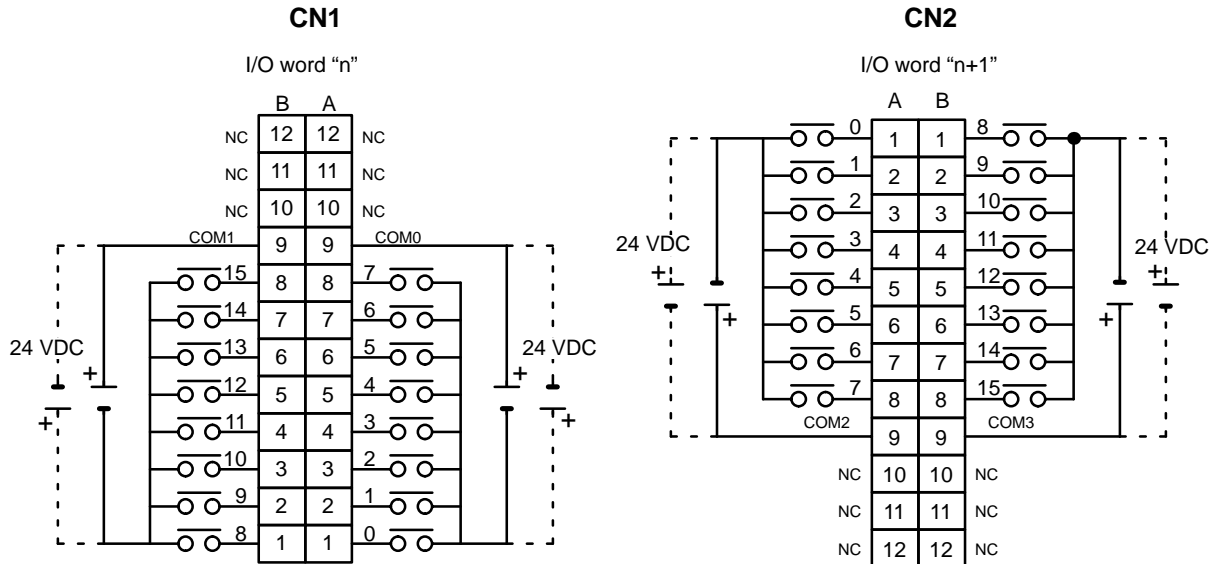 CN1
I/O word “n”
B A
NC 12 12 NC
NC 11 11 NC
NC 10 10 NC
COM1 9 9 COM0
15 8 8 7
14 7 7 6
24 VDC 13 6 6 5 24 VDC
+ 12 5 5 4 +
+ 11 4 4 3 +
10 3 3 2
9 2 2 1
8 1 1 0
CN2
I/O word “n+1”
A B
0 1 1 8
1 2 2 9
2 3 3 10
24 VDC 3 4 4 11 24 VDC
+ 4 5 5 12 +
+ 5 6 6 13 +
6 7 7 14
7 8 8 15
COM2 9 9 COM3
NC 10 10 NC
NC 11 11 NC
NC 12 12 NC